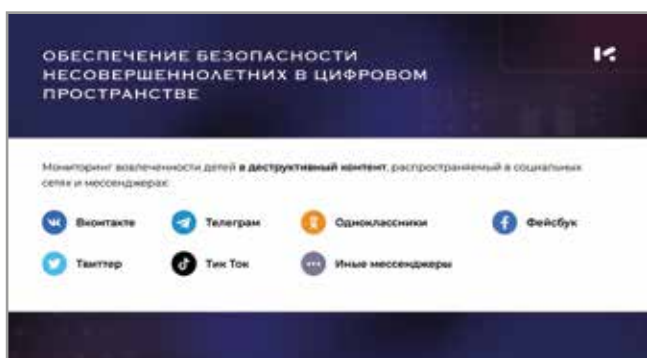 ОБЕСПЕЧЕНИЕ БЕЗОПАСНОСТИ
НЕСОВЕРШЕННОЛЕТНИХ В ЦИФРОВОМ
ПРОСТРАНСТВЕ
Мониторинг вовлеченности детей в деструктивный контент, распространяемый в социальных
сетях и мессенджерах:
Вконтакте
Телеграм
Одноклассники
Фейсбук
Твиттер
Тик Ток
Иные мессенджеры